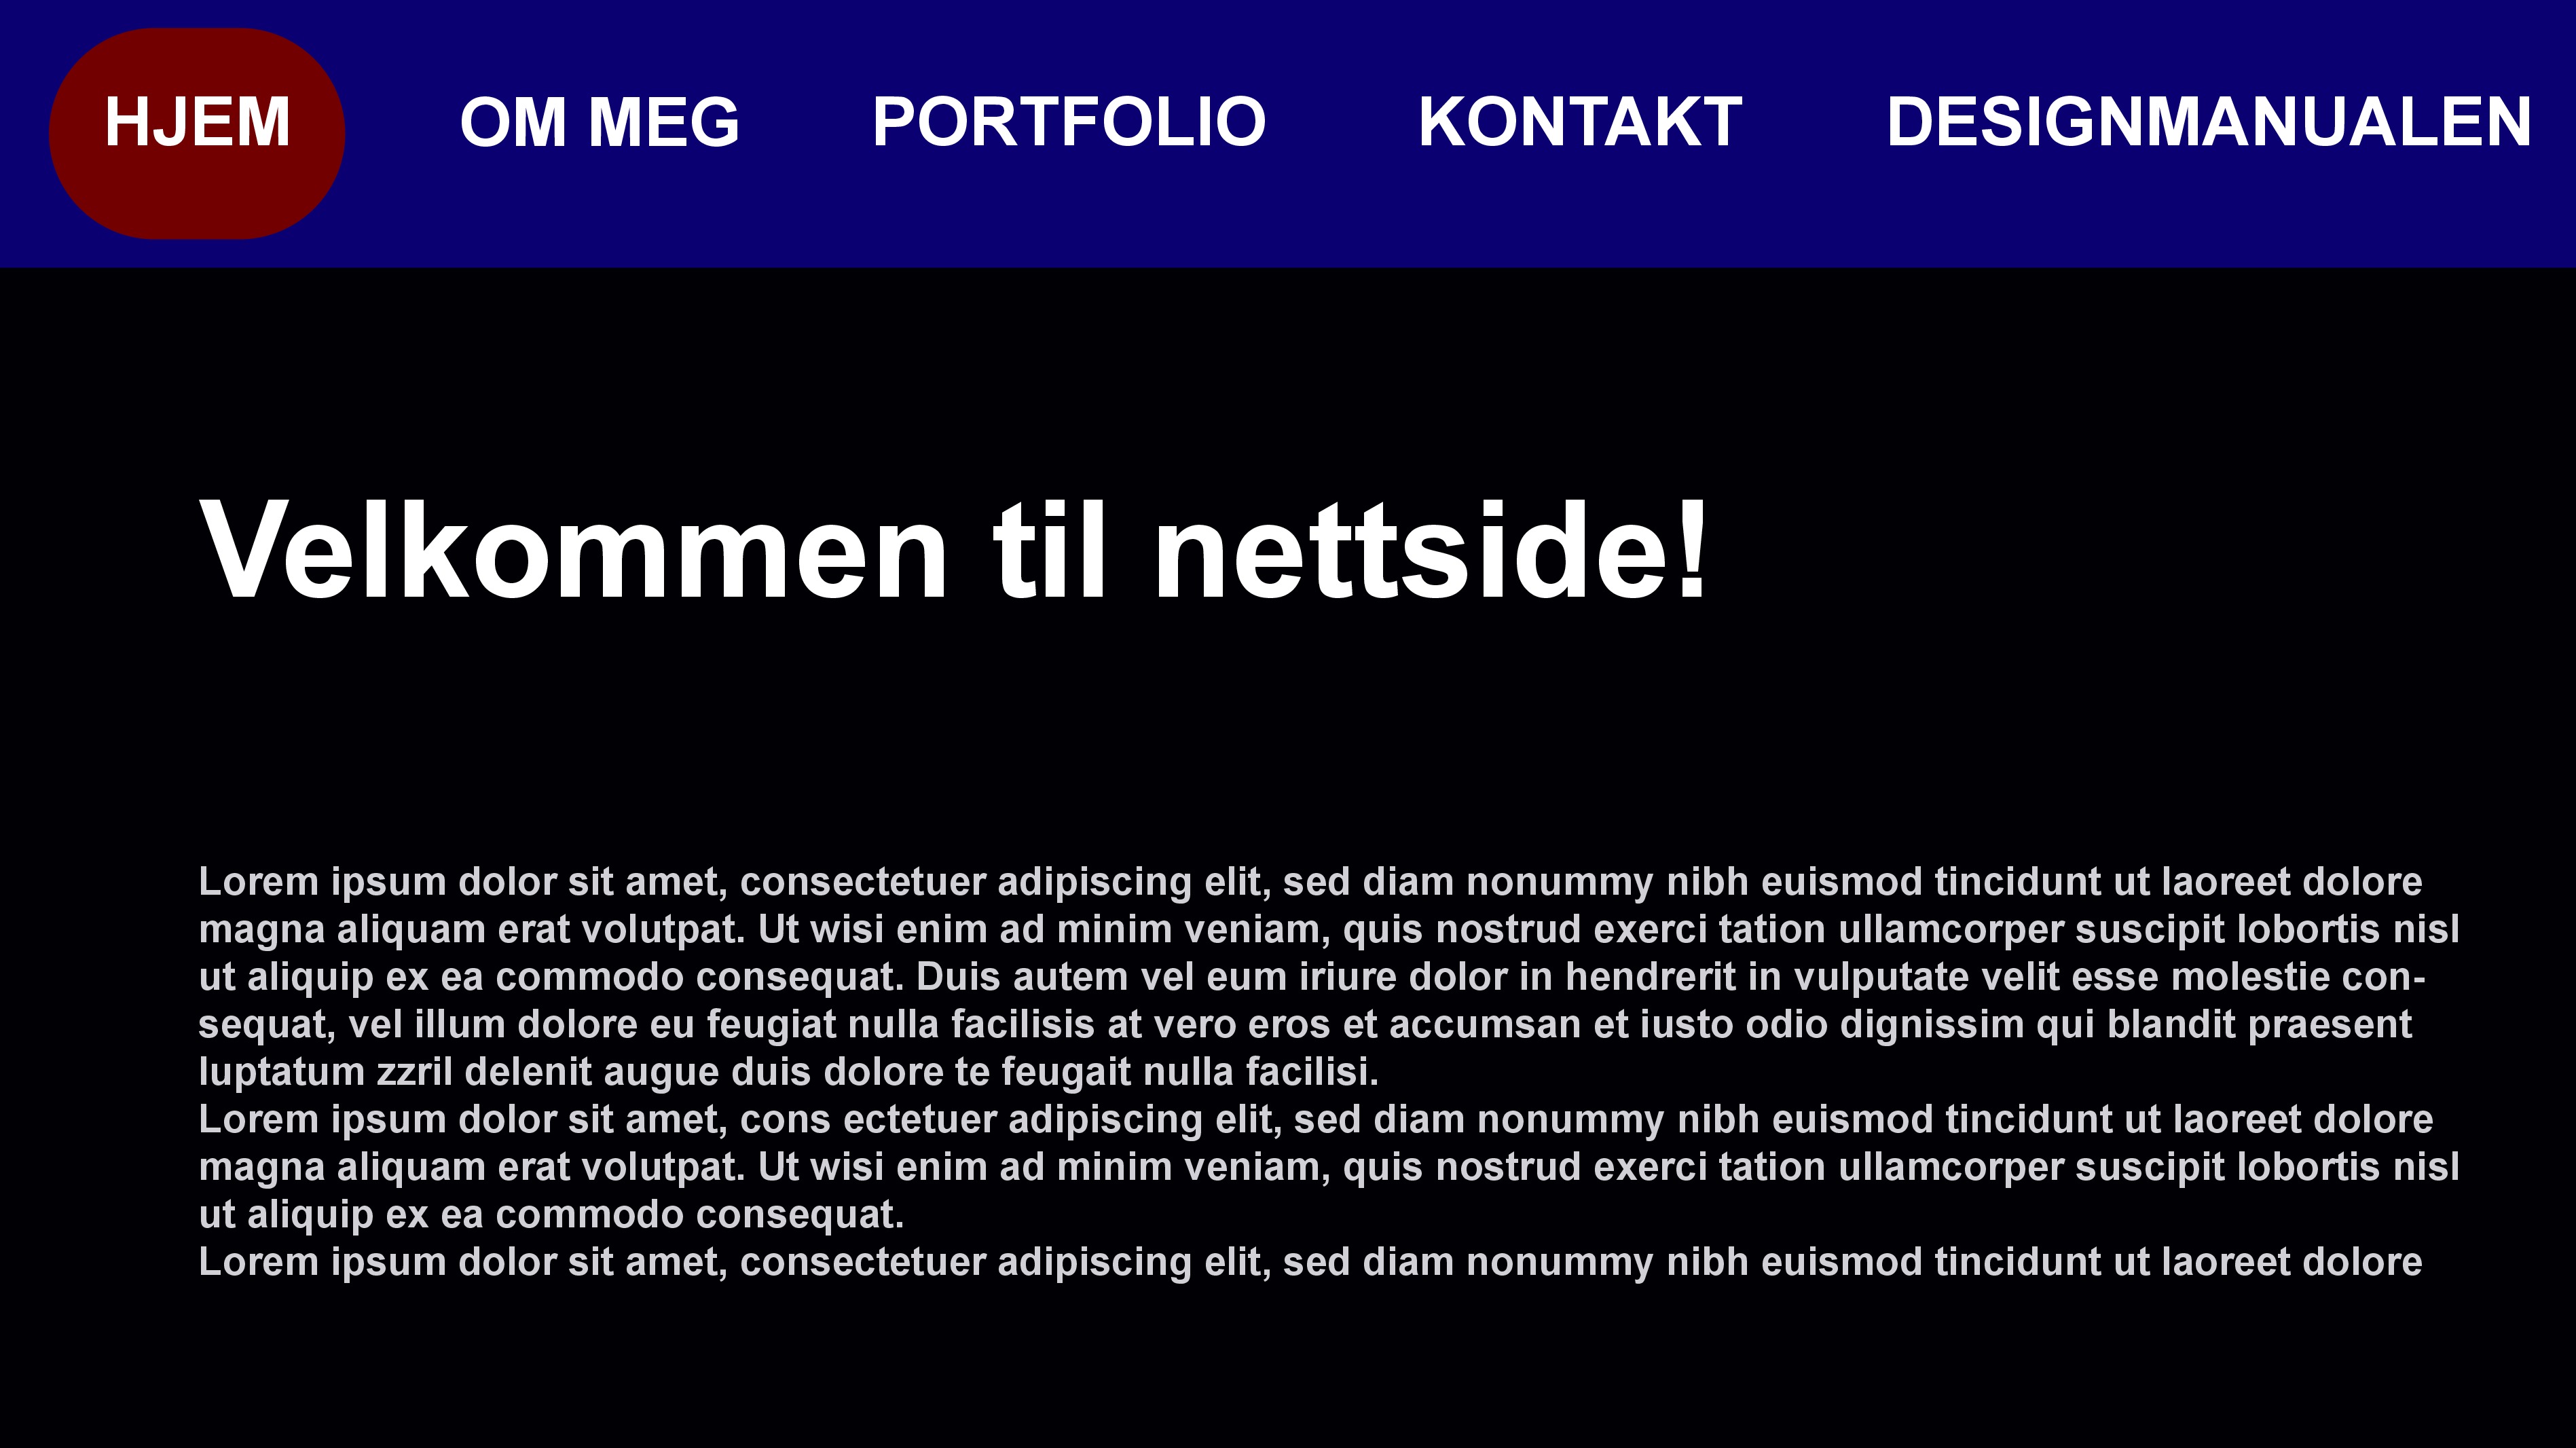 HJEM OM MEG PORTFOLIO KONTAKT DESIGNMANUALEN
Velkommen til nettside!
Lorem ipsum dolor sit amet, consectetuer adipiscing elit, sed diam nonummy nibh euismod tincidunt ut laoreet dolore
magna aliquam erat volutpat. Ut wisi enim ad minim veniam, quis nostrud exerci tation ullamcorper suscipit lobortis nisl
ut aliquip ex ea commodo consequat. Duis autem vel eum iriure dolor in hendrerit in vulputate velit esse molestie con-
sequat, vel illum dolore eu feugiat nulla facilisis at vero eros et accumsan et iusto odio dignissim qui blandit praesent
luptatum zzril delenit augue duis dolore te feugait nulla facilisi.
Lorem ipsum dolor sit amet, cons ectetuer adipiscing elit, sed diam nonummy nibh euismod tincidunt ut laoreet dolore
magna aliquam erat volutpat. Ut wisi enim ad minim veniam, quis nostrud exerci tation ullamcorper suscipit lobortis nisl
ut aliquip ex ea commodo consequat.
Lorem ipsum dolor sit amet, consectetuer adipiscing elit, sed diam nonummy nibh euismod tincidunt ut laoreet dolore